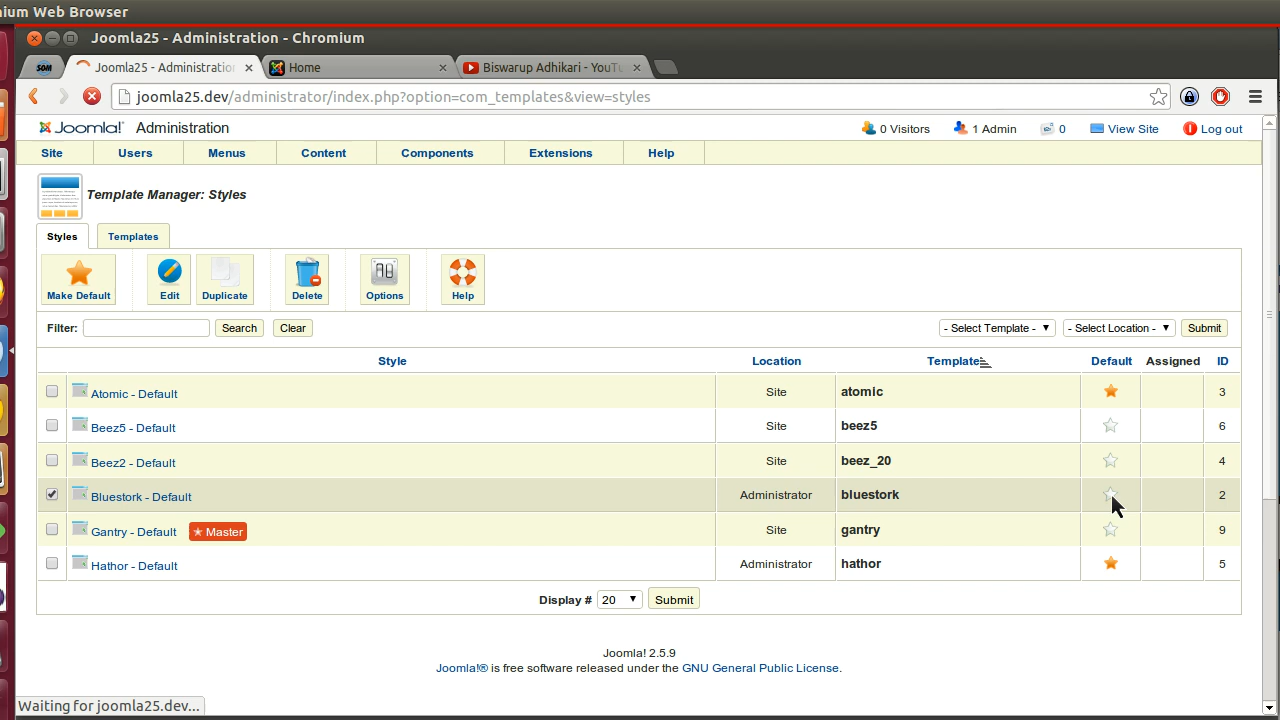 ium Web Browser
Joomla25 - Administration - Chromium
SGM Joomla25 - Administration Home Biswarup Adhikari - YouTu
joomla25.dev/administrator/index.php?option=com_templates&view=styles
Joomla! Administration 0 Visitors 1 Admin 0 View Site Log out
Site Users Menus Content Components Extensions Help
Template Manager: Styles
Styles Templates
Make Default Edit Duplicate Delete Options Help
Filter: Search Clear - Select Template - - Select Location - Submit
Style Location Template Default Assigned ID
Atomic - Default Site atomic 3
Beez5 - Default Site beez5 6
Beez2 - Default Site beez_20 4
Bluestork - Default Administrator bluestork 2
Gantry - Default Master Site gantry 9
Hathor - Default Administrator hathor 5
Display # 20 Submit
Joomla! 2.5.9
Joomla!® is free software released under the GNU General Public License.
Waiting for joomla25.dev...